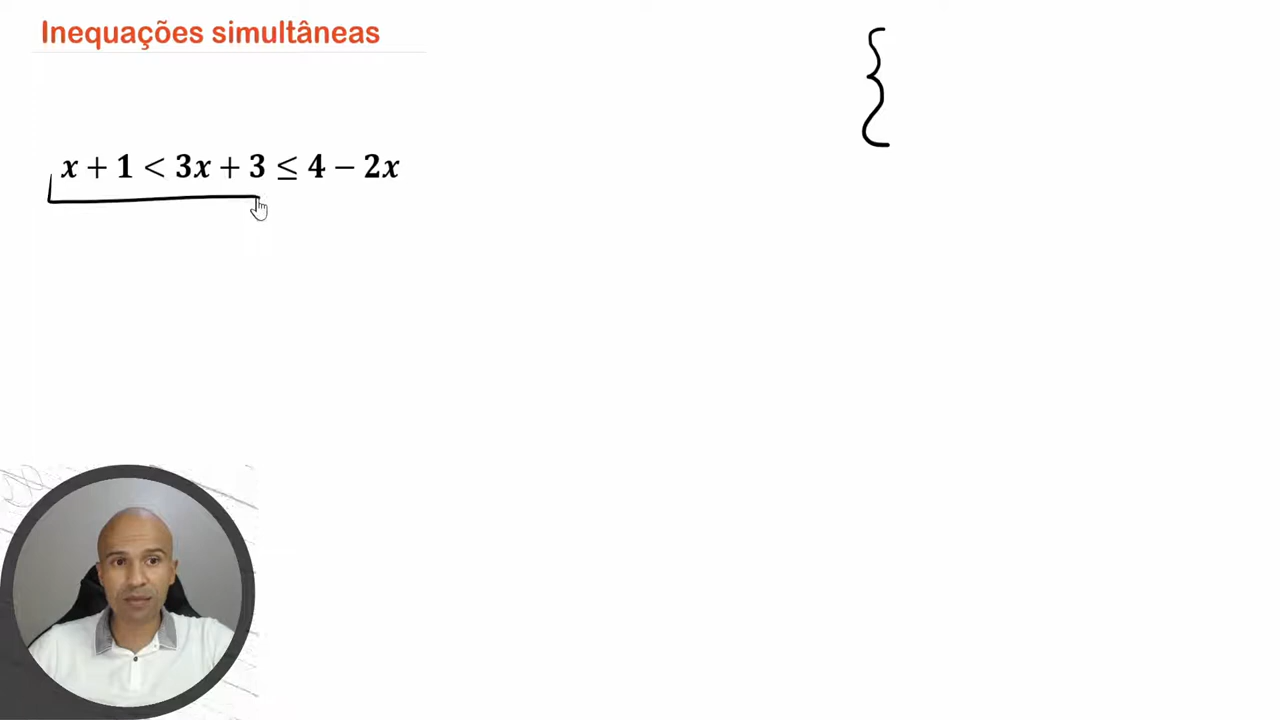 Inequações simultâneas
x + 1 < 3x + 3 ≤ 4 − 2x
{